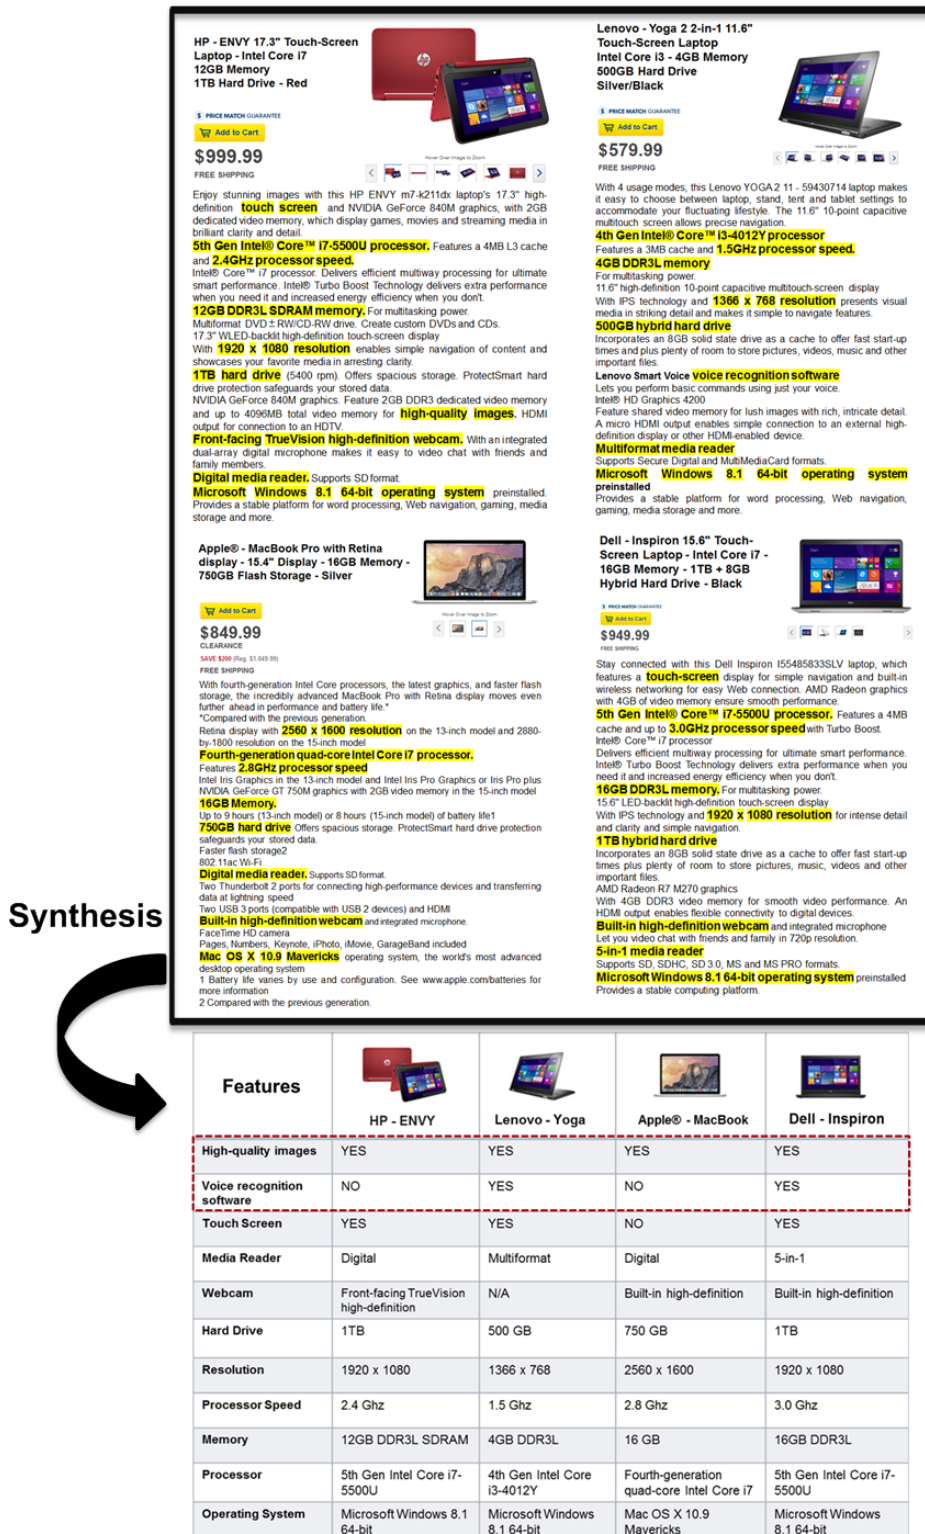 HP - ENVY 17.3" Touch-Screen
Laptop - Intel Core i7
12GB Memory
1TB Hard Drive - Red
$ PRICE MATCH GUARANTEE
Add to Cart
$999.99
FREE SHIPPING
Hover Over Image to Zoom
Enjoy stunning images with this HP ENVY m7-k211dx laptop's 17.3" high-
definition touch screen and NVIDIA GeForce 840M graphics, with 2GB
dedicated video memory, which display games, movies and streaming media in
brilliant clarity and detail.
5th Gen Intel® Core™ i7-5500U processor. Features a 4MB L3 cache
and 2.4GHz processor speed.
Intel® Core™ i7 processor. Delivers efficient multiway processing for ultimate
smart performance. Intel® Turbo Boost Technology delivers extra performance
when you need it and increased energy efficiency when you don't.
12GB DDR3L SDRAM memory. For multitasking power.
Multiformat DVD±RW/CD-RW drive. Create custom DVDs and CDs.
17.3" WLED-backlit high-definition touch-screen display
With 1920 x 1080 resolution enables simple navigation of content and
showcases your favorite media in arresting clarity.
1TB hard drive (5400 rpm). Offers spacious storage. ProtectSmart hard
drive protection safeguards your stored data.
NVIDIA GeForce 840M graphics. Feature 2GB DDR3 dedicated video memory
and up to 4096MB total video memory for high-quality images. HDMI
output for connection to an HDTV.
Front-facing TrueVision high-definition webcam. With an integrated
dual-array digital microphone makes it easy to video chat with friends and
family members.
Digital media reader. Supports SD format.
Microsoft Windows 8.1 64-bit operating system preinstalled.
Provides a stable platform for word processing, Web navigation, gaming, media
storage and more.
Lenovo - Yoga 2 2-in-1 11.6"
Touch-Screen Laptop
Intel Core i3 - 4GB Memory
500GB Hard Drive
Silver/Black
$ PRICE MATCH GUARANTEE
Add to Cart
$579.99
FREE SHIPPING
Hover Over Image to Zoom
With 4 usage modes, this Lenovo YOGA 2 11 - 59430714 laptop makes
it easy to choose between laptop, stand, tent and tablet settings to
accommodate your fluctuating lifestyle. The 11.6" 10-point capacitive
multitouch screen allows precise navigation.
4th Gen Intel® Core™ i3-4012Y processor
Features a 3MB cache and 1.5GHz processor speed.
4GB DDR3L memory
For multitasking power.
11.6" high-definition 10-point capacitive multitouch-screen display
With IPS technology and 1366 x 768 resolution presents visual
media in striking detail and makes it simple to navigate features.
500GB hybrid hard drive
Incorporates an 8GB solid state drive as a cache to offer fast start-up
times and plus plenty of room to store pictures, videos, music and other
important files.
Lenovo Smart Voice voice recognition software
Lets you perform basic commands using just your voice.
Intel® HD Graphics 4200
Feature shared video memory for lush images with rich, intricate detail.
A micro HDMI output enables simple connection to an external high-
definition display or other HDMI-enabled device.
Multiformat media reader
Supports Secure Digital and MultiMediaCard formats.
Microsoft Windows 8.1 64-bit operating system
preinstalled
Provides a stable platform for word processing, Web navigation,
gaming, media storage and more.
Apple® - MacBook Pro with Retina
display - 15.4" Display - 16GB Memory -
750GB Flash Storage - Silver
Add to Cart
$849.99
CLEARANCE
SAVE $200 (Reg. $1,049.99)
FREE SHIPPING
Hover Over Image to Zoom
With fourth-generation Intel Core processors, the latest graphics, and faster flash
storage, the incredibly advanced MacBook Pro with Retina display moves even
further ahead in performance and battery life.*
*Compared with the previous generation.
Retina display with 2560 x 1600 resolution on the 13-inch model and 2880-
by-1800 resolution on the 15-inch model
Fourth-generation quad-core Intel Core i7 processor.
Features 2.8GHz processor speed
Intel Iris Graphics in the 13-inch model and Intel Iris Pro Graphics or Iris Pro plus
NVIDIA GeForce GT 750M graphics with 2GB video memory in the 15-inch model
16GB Memory.
Up to 9 hours (13-inch model) or 8 hours (15-inch model) of battery life1
750GB hard drive Offers spacious storage. ProtectSmart hard drive protection
safeguards your stored data.
Faster flash storage2
802.11ac Wi-Fi
Digital media reader. Supports SD format.
Two Thunderbolt 2 ports for connecting high-performance devices and transferring
data at lightning speed
Two USB 3 ports (compatible with USB 2 devices) and HDMI
Built-in high-definition webcam and integrated microphone.
FaceTime HD camera
Pages, Numbers, Keynote, iPhoto, iMovie, GarageBand included
Mac OS X 10.9 Mavericks operating system, the world's most advanced
desktop operating system
1 Battery life varies by use and configuration. See www.apple.com/batteries for
more information
2 Compared with the previous generation.
Dell - Inspiron 15.6" Touch-
Screen Laptop - Intel Core i7 -
16GB Memory - 1TB + 8GB
Hybrid Hard Drive - Black
$ PRICE MATCH GUARANTEE
Add to Cart
$949.99
FREE SHIPPING
Stay connected with this Dell Inspiron I55485833SLV laptop, which
features a touch-screen display for simple navigation and built-in
wireless networking for easy Web connection. AMD Radeon graphics
with 4GB of video memory ensure smooth performance.
5th Gen Intel® Core™ i7-5500U processor. Features a 4MB
cache and up to 3.0GHz processor speed with Turbo Boost.
Intel® Core™ i7 processor
Delivers efficient multiway processing for ultimate smart performance.
Intel® Turbo Boost Technology delivers extra performance when you
need it and increased energy efficiency when you don't.
16GB DDR3L memory. For multitasking power.
15.6" LED-backlit high-definition touch-screen display
With IPS technology and 1920 x 1080 resolution for intense detail
and clarity and simple navigation.
1TB hybrid hard drive
Incorporates an 8GB solid state drive as a cache to offer fast start-up
times plus plenty of room to store pictures, music, videos and other
important files.
AMD Radeon R7 M270 graphics
With 4GB DDR3 video memory for smooth video performance. An
HDMI output enables flexible connectivity to digital devices.
Built-in high-definition webcam and integrated microphone
Let you video chat with friends and family in 720p resolution.
5-in-1 media reader
Supports SD, SDHC, SD 3.0, MS and MS PRO formats.
Microsoft Windows 8.1 64-bit operating system preinstalled
Provides a stable computing platform.
Synthesis
Features HP - ENVY Lenovo - Yoga Apple® - MacBook Dell - Inspiron
High-quality images YES YES YES YES
Voice recognition software NO YES NO YES
Touch Screen YES YES NO YES
Media Reader Digital Multiformat Digital 5-in-1
Webcam Front-facing TrueVision high-definition N/A Built-in high-definition Built-in high-definition
Hard Drive 1TB 500 GB 750 GB 1TB
Resolution 1920 x 1080 1366 x 768 2560 x 1600 1920 x 1080
Processor Speed 2.4 Ghz 1.5 Ghz 2.8 Ghz 3.0 Ghz
Memory 12GB DDR3L SDRAM 4GB DDR3L 16 GB 16GB DDR3L
Processor 5th Gen Intel Core i7-5500U 4th Gen Intel Core i3-4012Y Fourth-generation quad-core Intel Core i7 5th Gen Intel Core i7-5500U
Operating System Microsoft Windows 8.1 64-bit Microsoft Windows 8.1 64-bit Mac OS X 10.9 Mavericks Microsoft Windows 8.1 64-bit